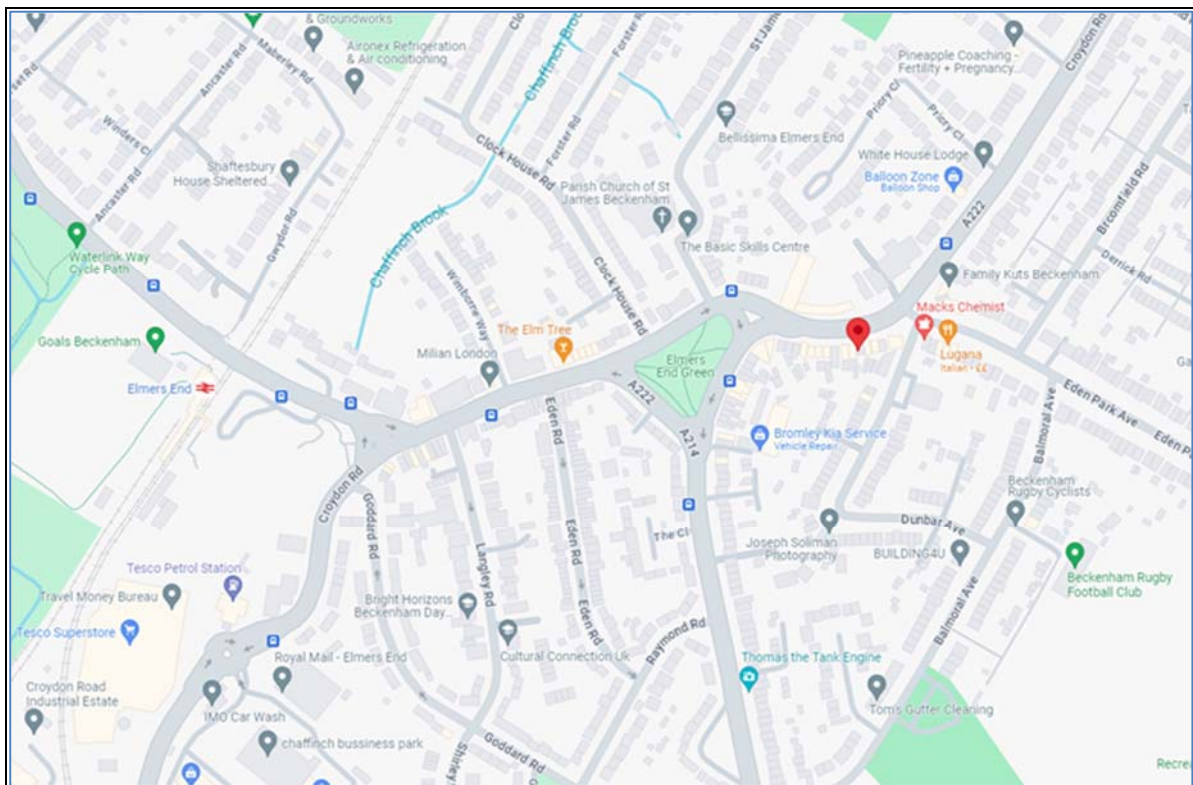 & Groundworks
Aironex Refrigeration
& Air conditioning
Maberley Rd
Ancaster Rd
Winders Cl
Shaftesbury
House Sheltered...
Ancaster Rd
Gaydor Rd
Waterlink Way
Cycle Path
Goals Beckenham
Elmers End
Chaffinch Brook
Chaffinch Brook
Forster Rd
Forster Rd
Clock House Rd
Clock House Rd
St Jame
Bellissima Elmers End
Parish Church of St
James Beckenham
The Basic Skills Centre
Pineapple Coaching -
Fertility + Pregnancy...
Croydon Ro
Priory Cl
Priory Cl
White House Lodge
Balloon Zone
Balloon Shop
A222
Broomfield Rd
Derrick Rd
Family Kuts Beckenham
Macks Chemist
Lugana
Italian · ££
Wimborne Way
The Elm Tree
Milian London
Elmers
End Green
A222
A214
Eden Park Ave
Eden P
Balmoral Ave
Bromley Kia Service
Vehicle Repair
Beckenham
Rugby Cyclists
Eden Rd
Eden Rd
Eden Rd
Croydon Rd
Goddard Rd
Langley Rd
The Cl
Joseph Soliman
Photography
Dunbar Ave
BUILDING4U
Beckenham Rugby
Football Club
Balmoral Ave
Tesco Petrol Station
Travel Money Bureau
Tesco Superstore
Bright Horizons
Beckenham Day...
Cultural Connection Uk
Raymond Rd
Thomas the Tank Engine
Royal Mail - Elmers End
Croydon Road
Industrial Estate
IMO Car Wash
chaffinch bussiness park
Tom's Gutter Cleaning
Goddard Rd
Shirley
Recre